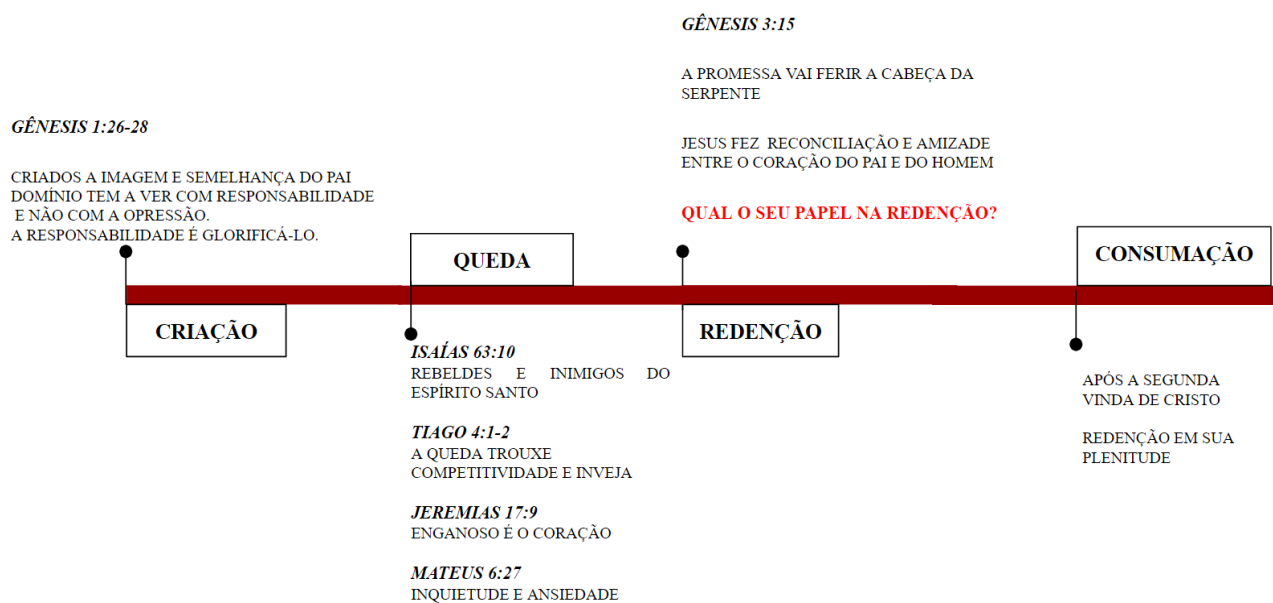 GÊNESIS 1:26-28
CRIADOS A IMAGEM E SEMELHANÇA DO PAI
DOMÍNIO TEM A VER COM RESPONSABILIDADE
E NÃO COM A OPRESSÃO.
A RESPONSABILIDADE É GLORIFICÁ-LO.
CRIAÇÃO
QUEDA
ISAÍAS 63:10
REBELDES E INIMIGOS DO
ESPÍRITO SANTO
TIAGO 4:1-2
A QUEDA TROUXE
COMPETITIVIDADE E INVEJA
JEREMIAS 17:9
ENGANOSO É O CORAÇÃO
MATEUS 6:27
INQUIETUDE E ANSIEDADE
GÊNESIS 3:15
A PROMESSA VAI FERIR A CABEÇA DA
SERPENTE
JESUS FEZ RECONCILIAÇÃO E AMIZADE
ENTRE O CORAÇÃO DO PAI E DO HOMEM
QUAL O SEU PAPEL NA REDENÇÃO?
REDENÇÃO
CONSUMAÇÃO
APÓS A SEGUNDA
VINDA DE CRISTO
REDENÇÃO EM SUA
PLENITUDE